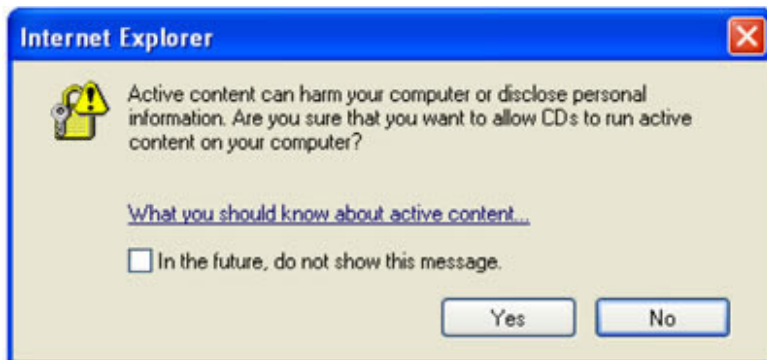 Internet Explorer
Active content can harm your computer or disclose personal
information. Are you sure that you want to allow CDs to run active
content on your computer?
What you should know about active content...
In the future, do not show this message.
Yes No